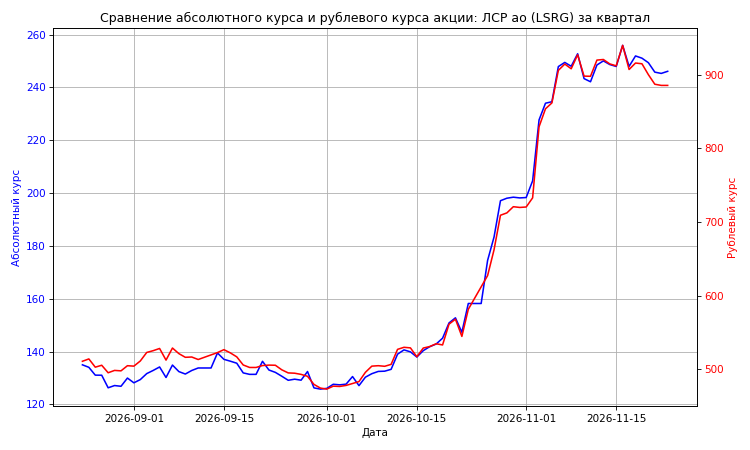 Сравнение абсолютного курса и рублевого курса акции: ЛСР ао (LSRG) за квартал
260
240
220
200
180
160
140
120
Абсолютный курс
900
800
700
600
500
Рублевый курс
2026-09-01 2026-09-15 2026-10-01 2026-10-15 2026-11-01 2026-11-15
Дата